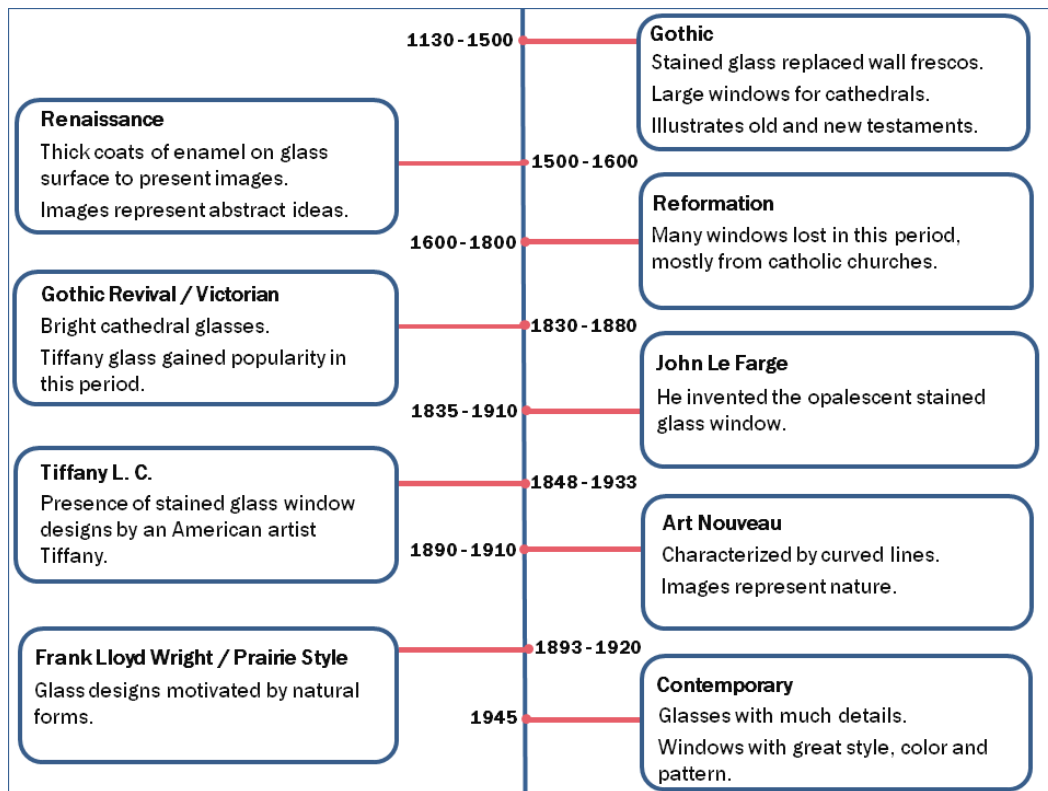 1130-1500
Gothic
Stained glass replaced wall frescos.
Large windows for cathedrals.
Illustrates old and new testaments.
Renaissance
Thick coats of enamel on glass
surface to present images.
Images represent abstract ideas.
1500-1600
1600-1800
Reformation
Many windows lost in this period,
mostly from catholic churches.
Gothic Revival / Victorian
Bright cathedral glasses.
Tiffany glass gained popularity in
this period.
1830-1880
1835-1910
John Le Farge
He invented the opalescent stained
glass window.
Tiffany L. C.
Presence of stained glass window
designs by an American artist
Tiffany.
1848-1933
1890-1910
Art Nouveau
Characterized by curved lines.
Images represent nature.
Frank Lloyd Wright / Prairie Style
Glass designs motivated by natural
forms.
1893-1920
1945
Contemporary
Glasses with much details.
Windows with great style, color and
pattern.